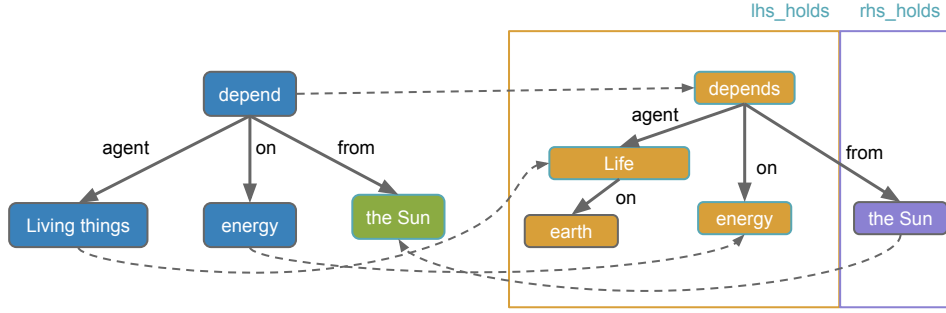 lhs_holds
rhs_holds
depend
depends
agent
on
from
agent
on
from
Life
on
Living things
energy
the Sun
earth
energy
the Sun